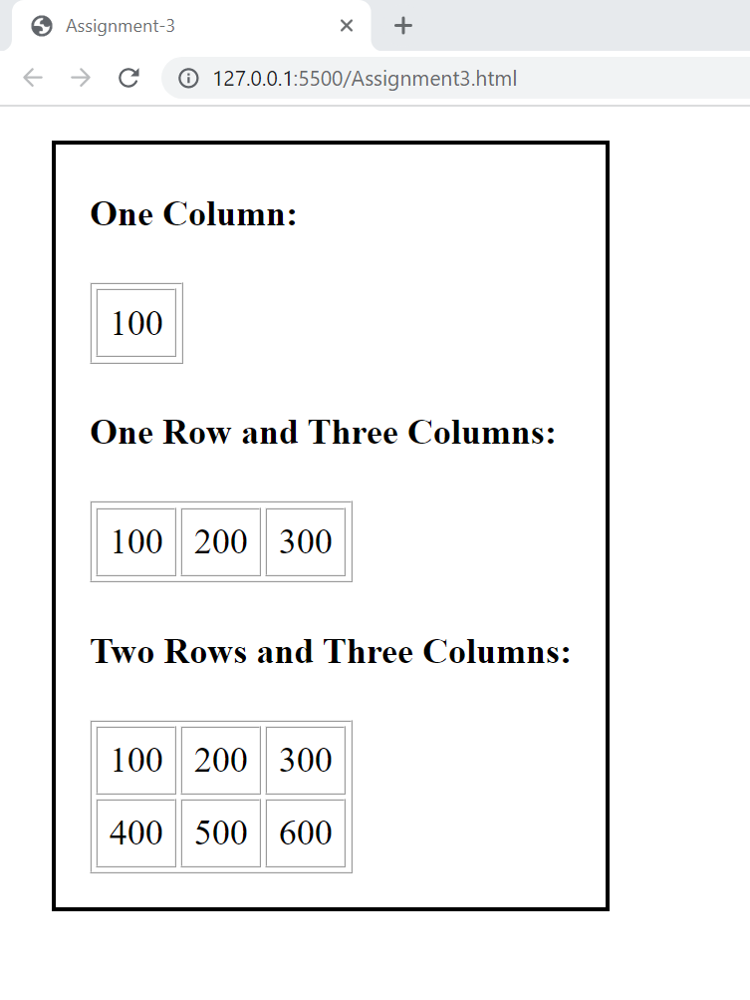 Assignment-3
127.0.0.1:5500/Assignment3.html
One Column:
100
One Row and Three Columns:
100 200 300
Two Rows and Three Columns:
100 200 300
400 500 600